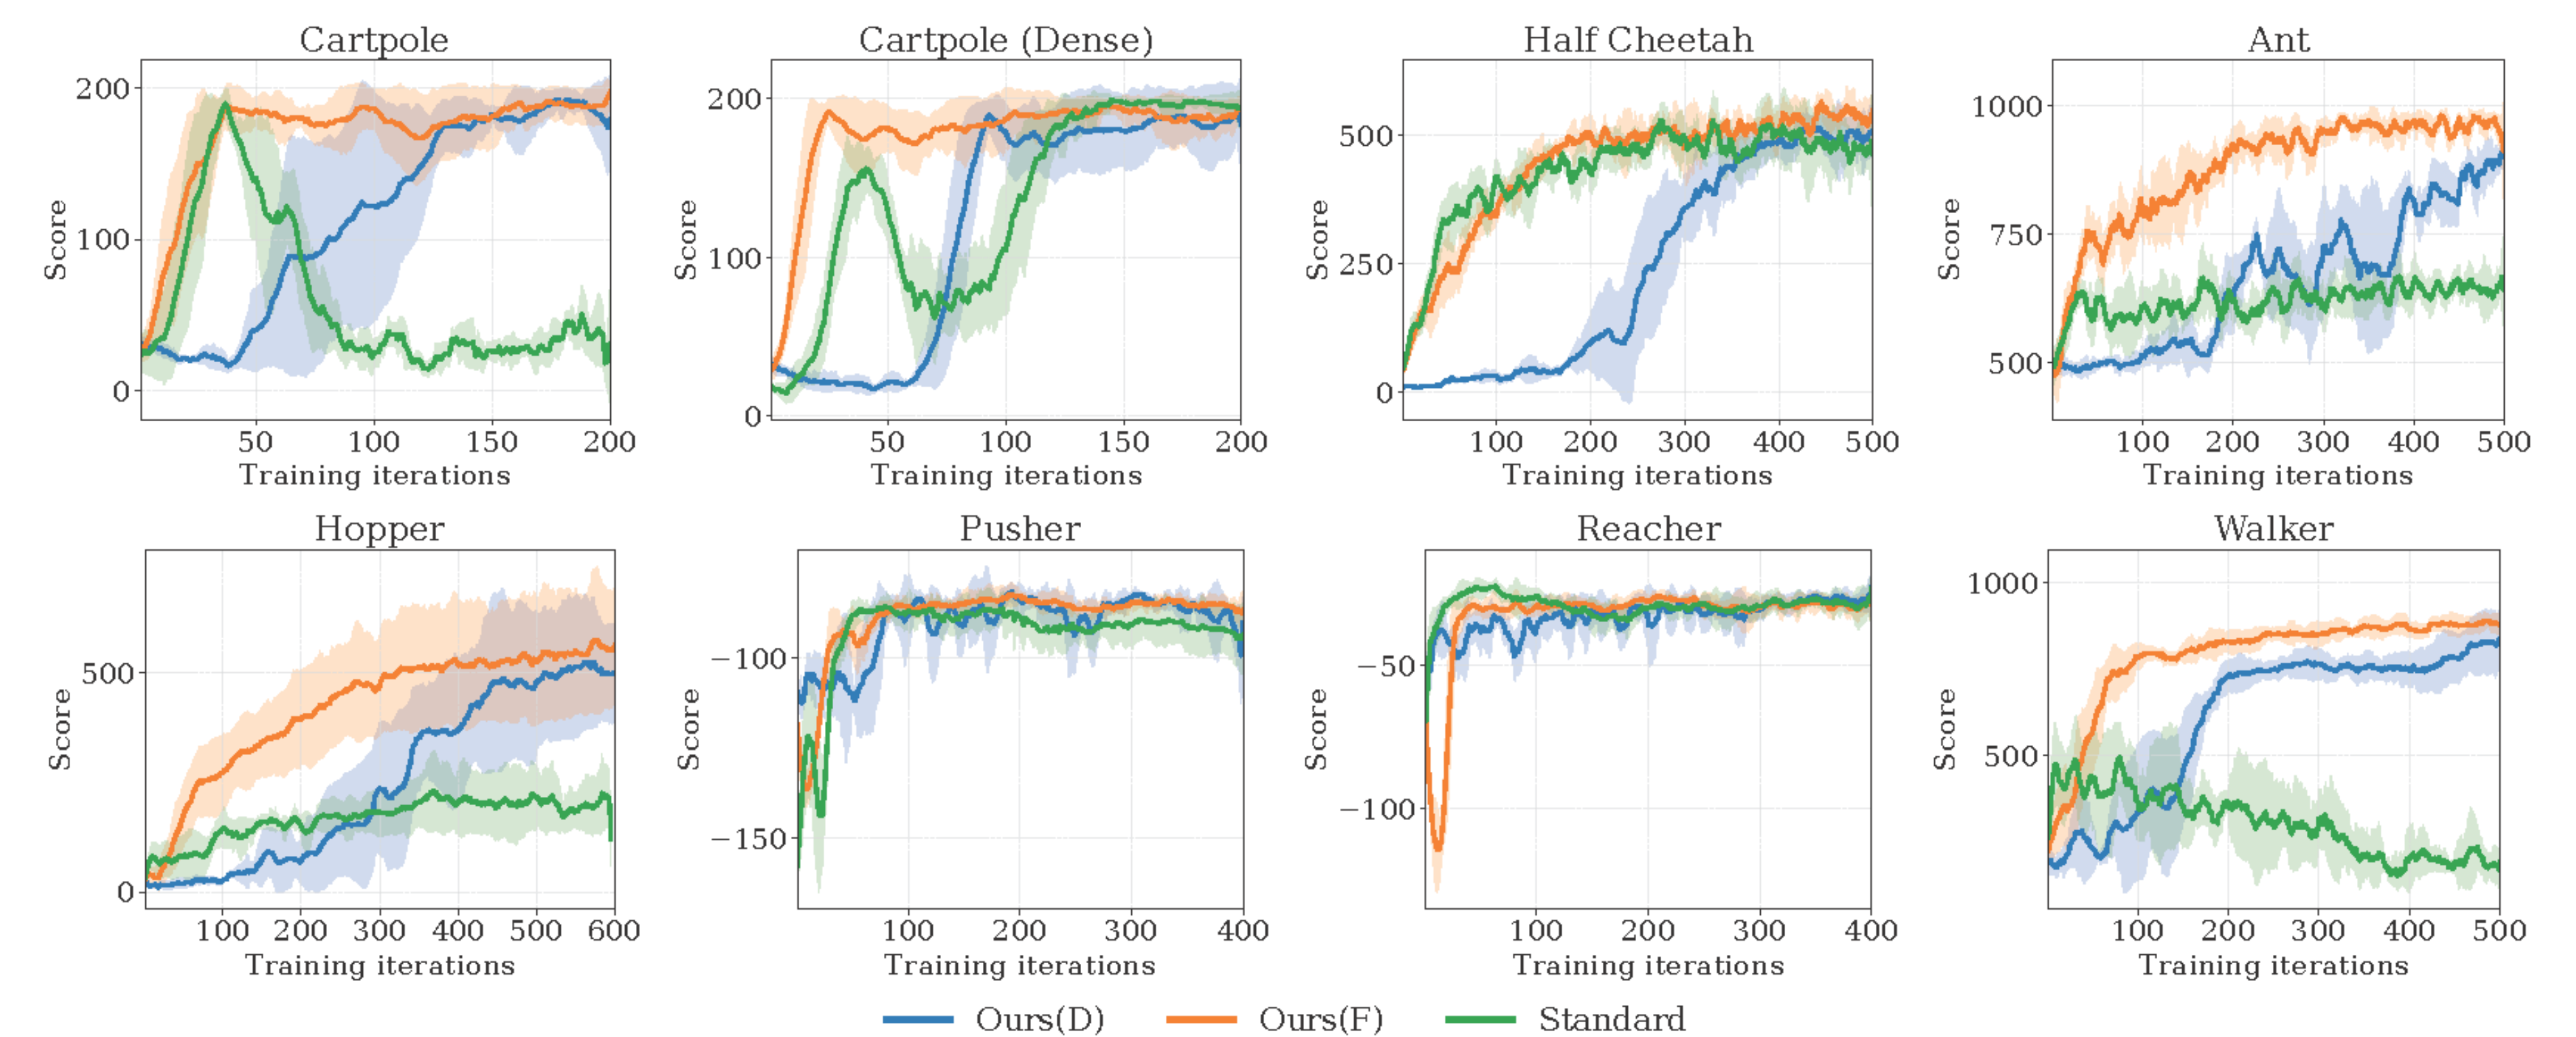 Cartpole
200
100
0
Score
50 100 150 200
Training iterations
Cartpole (Dense)
200
100
0
Score
50 100 150 200
Training iterations
Half Cheetah
500
250
0
Score
100 200 300 400 500
Training iterations
Ant
1000
750
500
Score
100 200 300 400 500
Training iterations
Hopper
500
0
Score
100 200 300 400 500 600
Training iterations
Pusher
−100
−150
Score
100 200 300 400
Training iterations
Reacher
−50
−100
Score
100 200 300 400
Training iterations
Walker
1000
500
Score
100 200 300 400 500
Training iterations
Ours(D) Ours(F) Standard